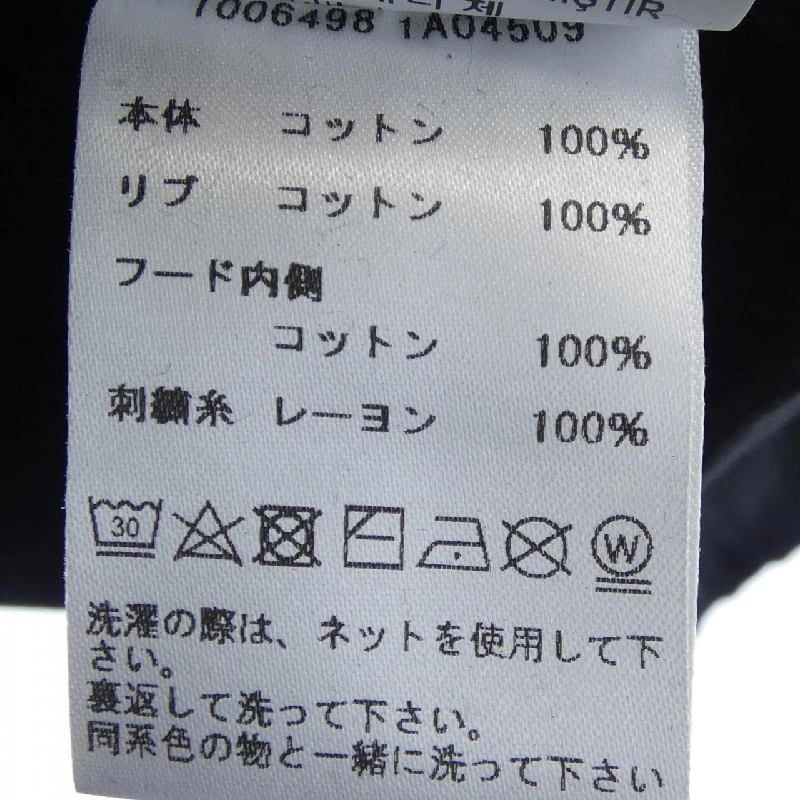 1006498 1A04509
本体 コットン 100%
リブ コットン 100%
フード内側
コットン 100%
刺繍糸 レーヨン 100%
30 W
洗濯の際は、ネットを使用して下
さい。
裏返して洗って下さい。
同系色の物と一緒に洗って下さい